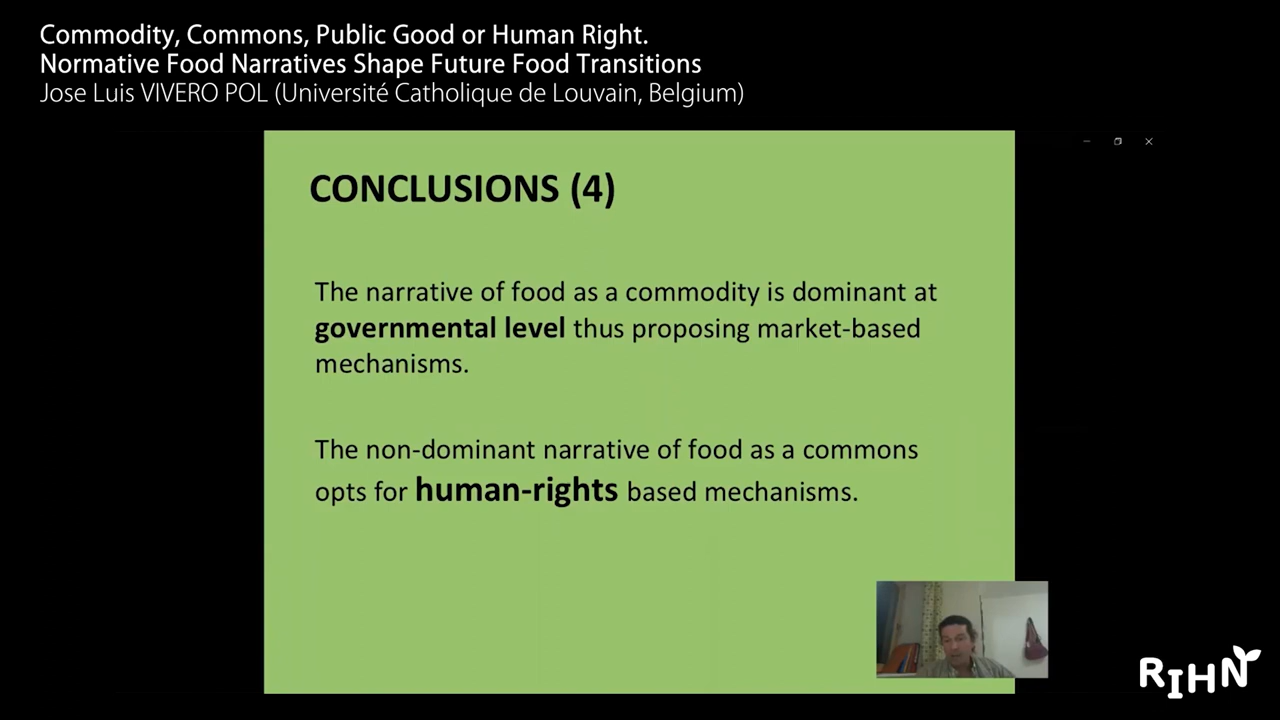 Commodity, Commons, Public Good or Human Right.
Normative Food Narratives Shape Future Food Transitions
Jose Luis VIVERO POL (Université Catholique de Louvain, Belgium)
CONCLUSIONS (4)
The narrative of food as a commodity is dominant at
governmental level thus proposing market-based
mechanisms.
The non-dominant narrative of food as a commons
opts for human-rights based mechanisms.
RIHN